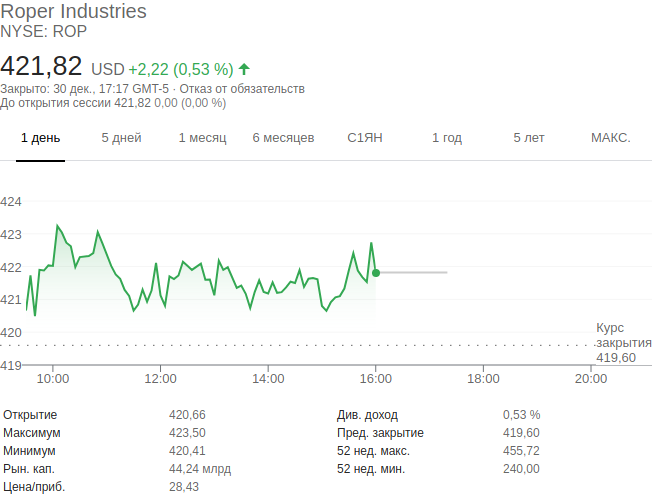 Roper Industries
NYSE: ROP
421,82 USD +2,22 (0,53 %)
Закрыто: 30 дек., 17:17 GMT-5 · Отказ от обязательств
До открытия сессии 421,82 0,00 (0,00 %)
1 день 5 дней 1 месяц 6 месяцев С1ЯН 1 год 5 лет МАКС.
424
423
422
421
420
Курс
закрытия
419,60
419
10:00 12:00 14:00 16:00 18:00 20:00
Открытие 420,66 Див. доход 0,53 %
Максимум 423,50 Пред. закрытие 419,60
Минимум 420,41 52 нед. макс. 455,72
Рын. кап. 44,24 млрд 52 нед. мин. 240,00
Цена/приб. 28,43